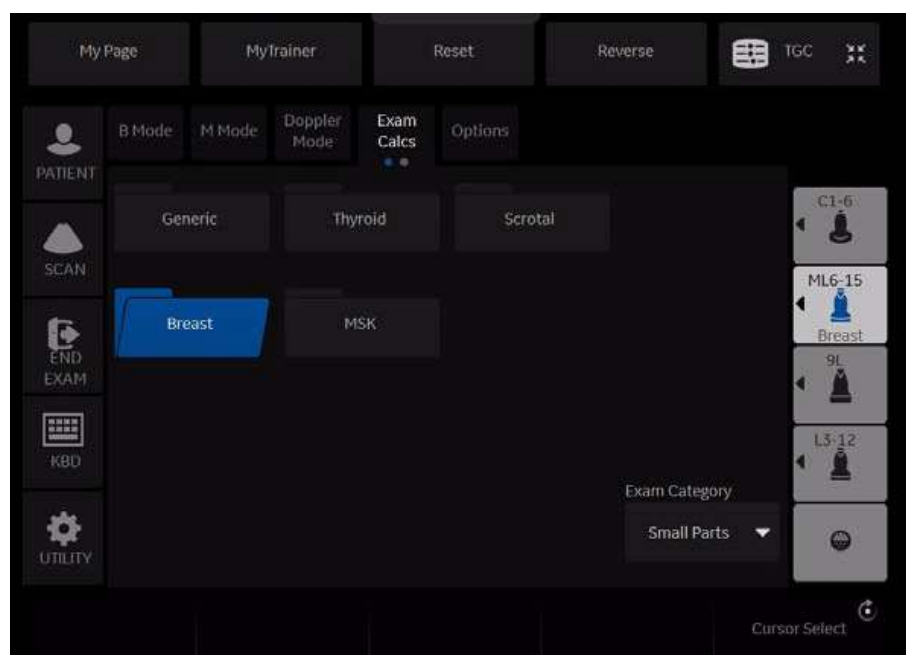 My Page
MyTrainer
Reset
Reverse
TGC
PATIENT
B Mode
M Mode
Doppler
Mode
Exam
Calcs
Options
Generic
Thyroid
Scrotal
C1-6
SCAN
ML6-15
Breast
Breast
MSK
END
EXAM
9L
KBD
L3-12
Exam Category
Small Parts
UTILITY
Cursor Select